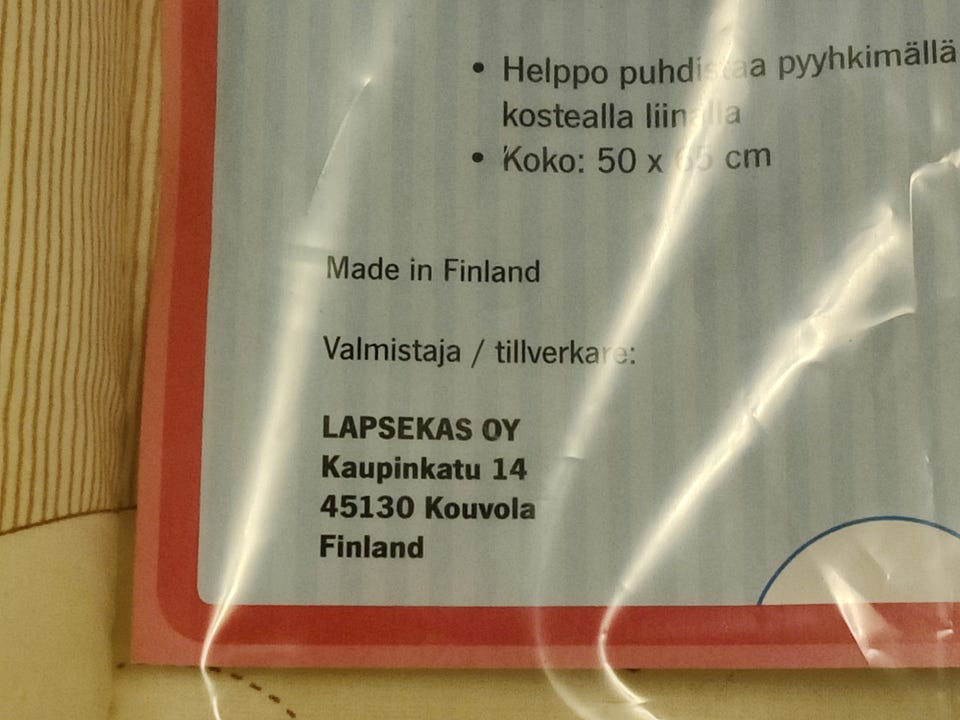 • Helppo puhdistaa pyyhkimällä
kostealla liinalla
• Koko: 50 x 65 cm
Made in Finland
Valmistaja / tillverkare:
LAPSEKAS OY
Kaupinkatu 14
45130 Kouvola
Finland